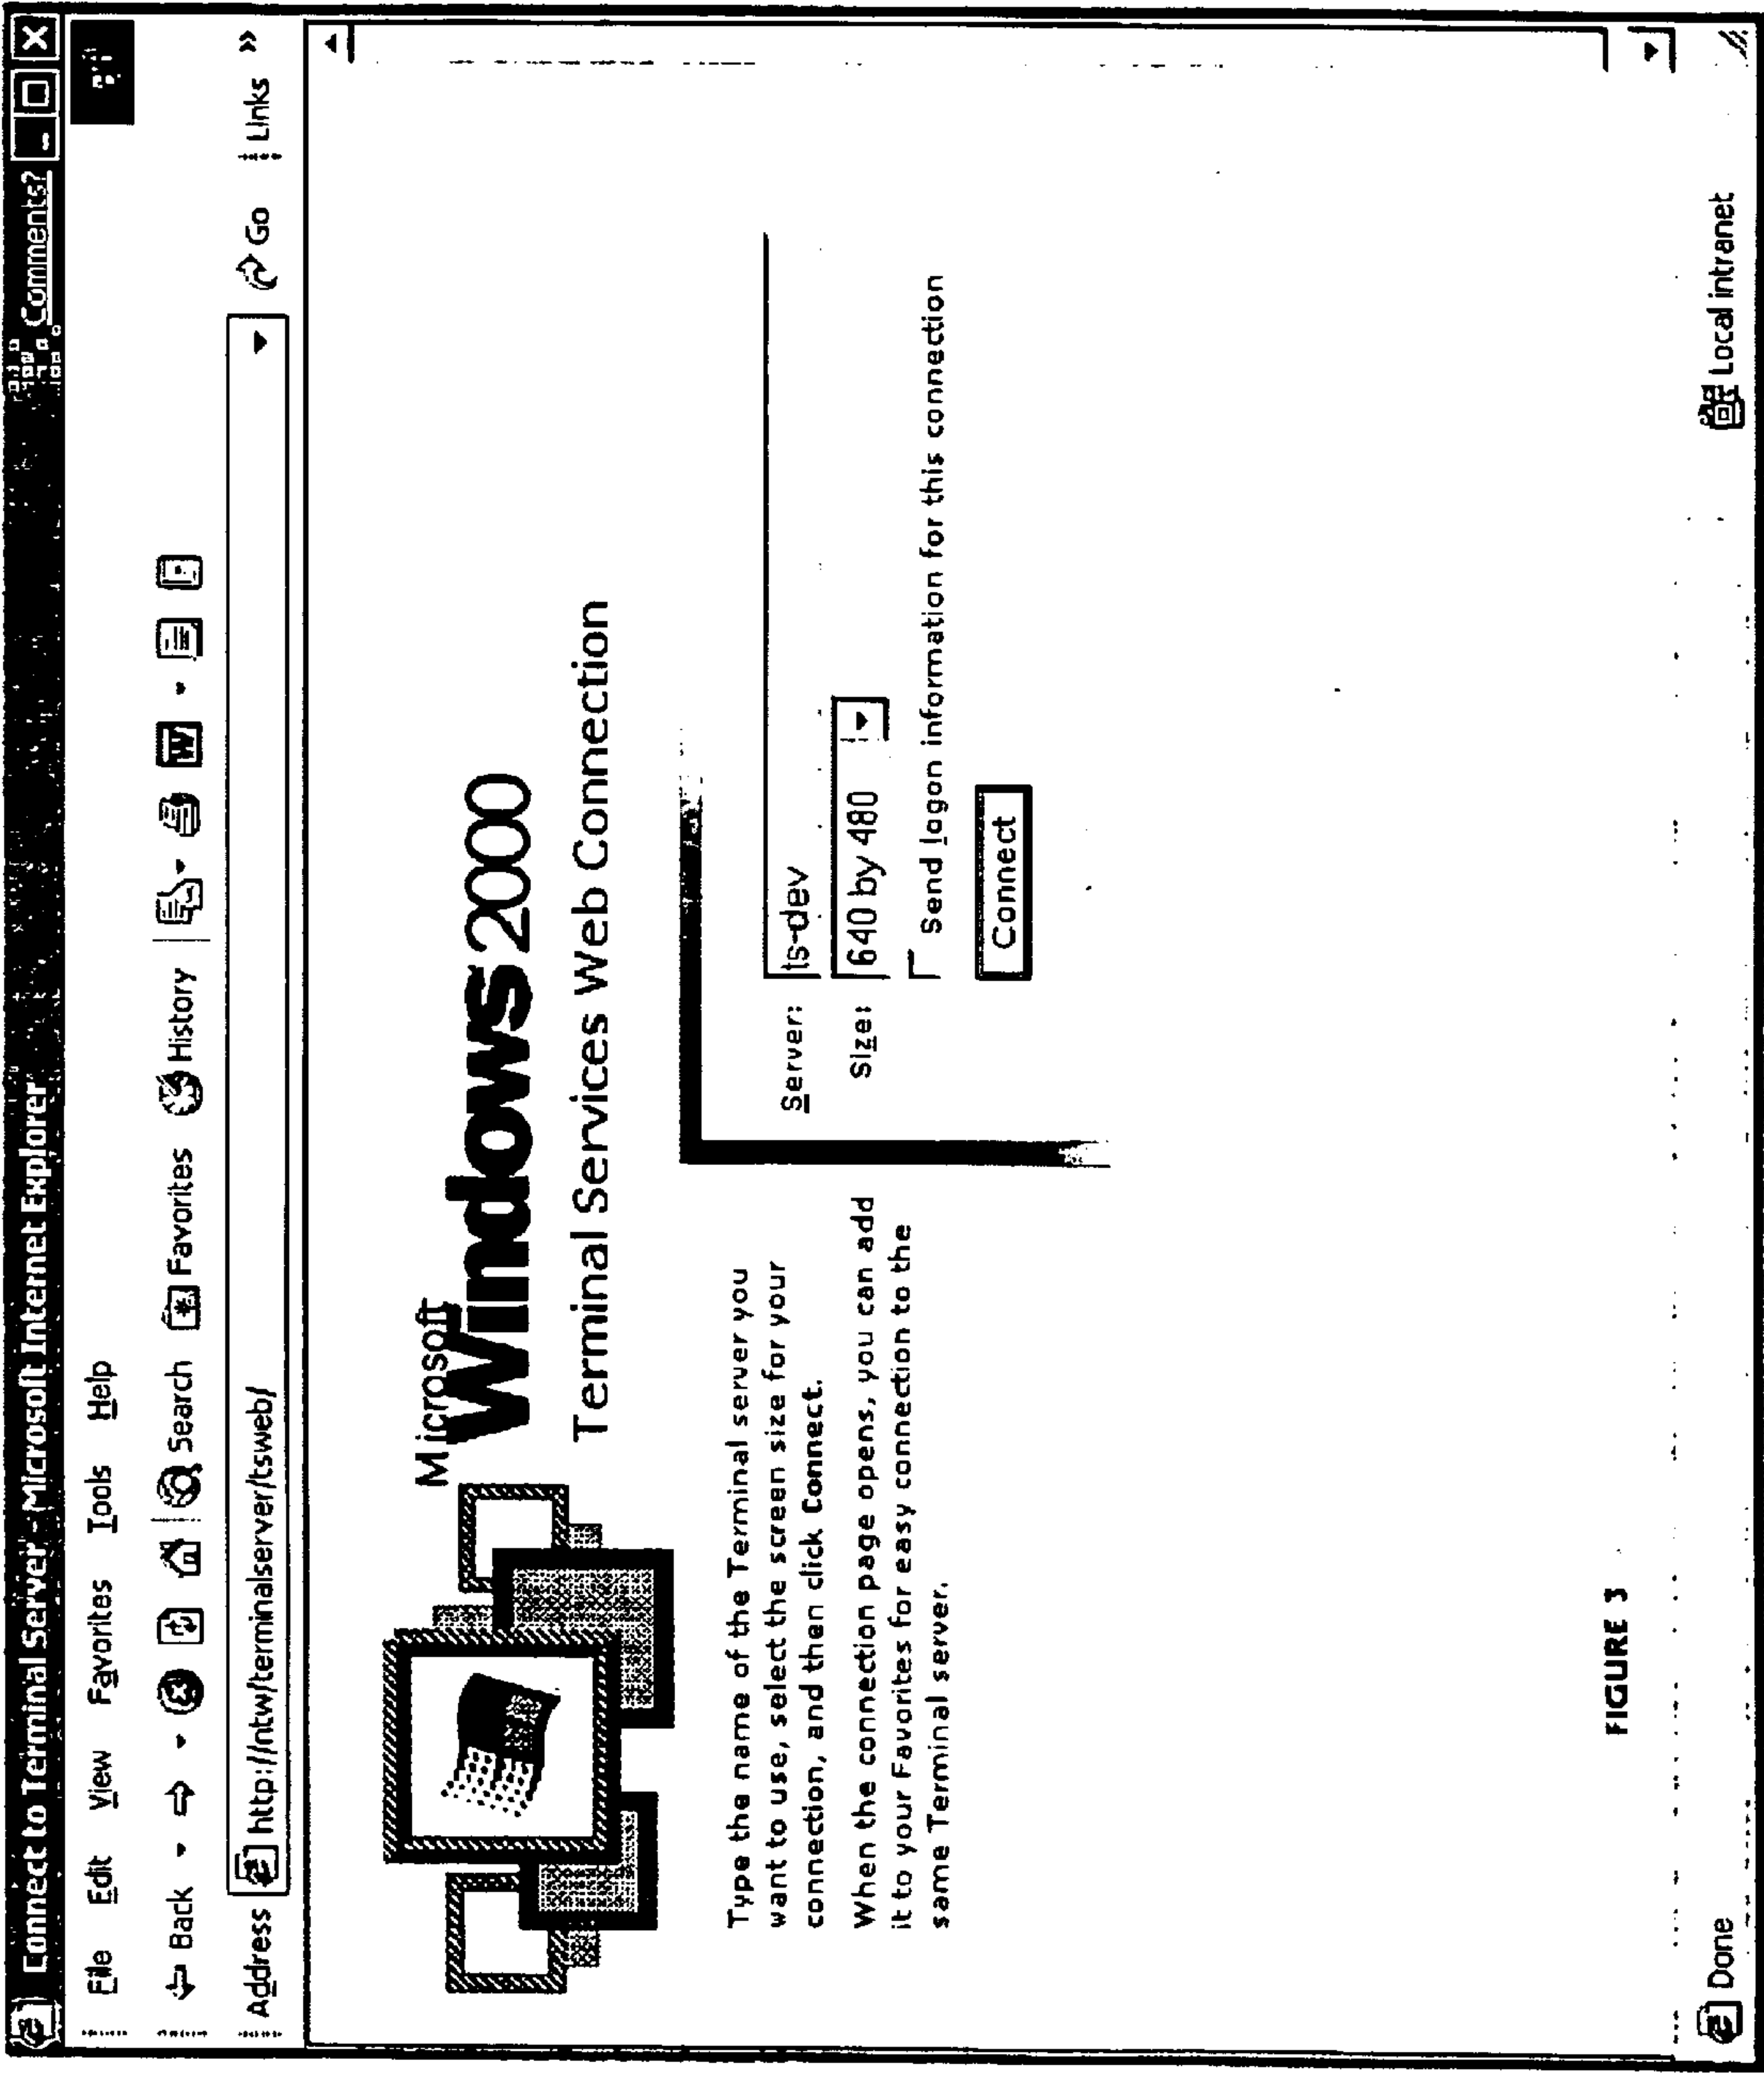 Connect to Terminal Server - Microsoft Internet Explorer
Comments?
File Edit View Favorites Tools Help
Back Search Favorites History
Address http://ntw/terminalserver/tsweb/ Go Links »
Microsoft
Windows 2000
Terminal Services Web Connection
Type the name of the Terminal server you
want to use, select the screen size for your
connection, and then click Connect.
When the connection page opens, you can add
it to your Favorites for easy connection to the
same Terminal server.
Server: ts-dev
Size: 640 by 480
Send logon information for this connection
Connect
FIGURE 3
Done Local intranet